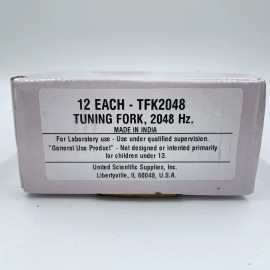 12 EACH - TFK2048
TUNING FORK, 2048 Hz.
MADE IN INDIA
For Laboratory use - Use under qualified supervision.
"General Use Product" - Not designed or intended primarily
for children under 13.
United Scientific Supplies, Inc.
Libertyville, IL 60048, U.S.A.